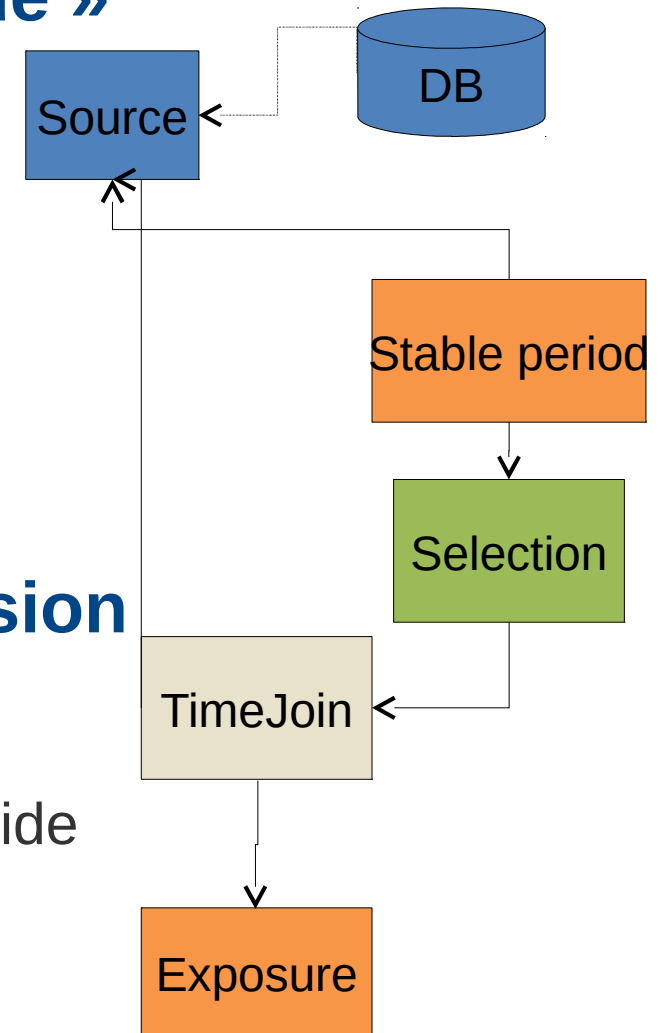 e »
DB
Source
Stable period
Selection
sion
TimeJoin
ide
Exposure